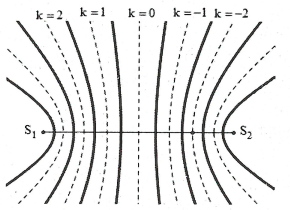 k = 2 k = 1 k = 0 k = -1 k = -2
S₁ S₂